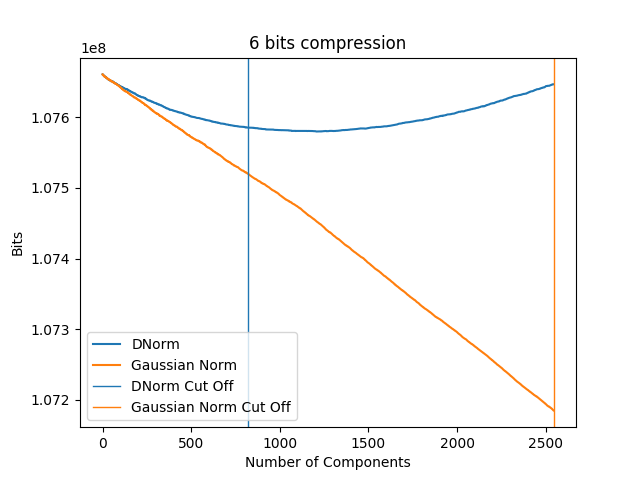 6 bits compression
1e8
1.076
1.075
1.074
1.073
1.072
Bits
DNorm
Gaussian Norm
DNorm Cut Off
Gaussian Norm Cut Off
0 500 1000 1500 2000 2500
Number of Components